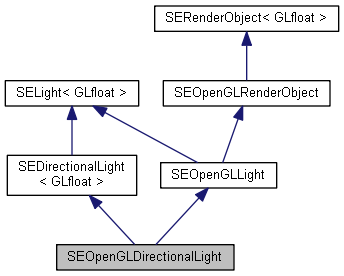 SERenderObject< GLfloat >
SELight< GLfloat >
SEOpenGLRenderObject
SEDirectionalLight
< GLfloat >
SEOpenGLLight
SEOpenGLDirectionalLight